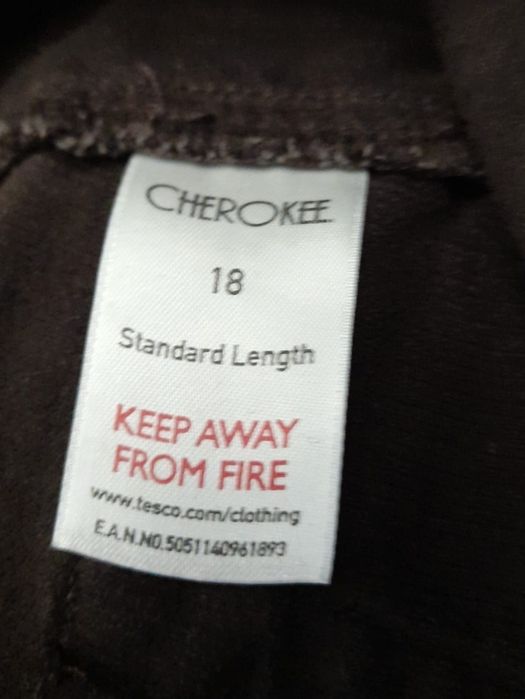 CHEROKEE
18
Standard Length
KEEP AWAY
FROM FIRE
www.tesco.com/clothing
E.A.N.NO.5051140961893